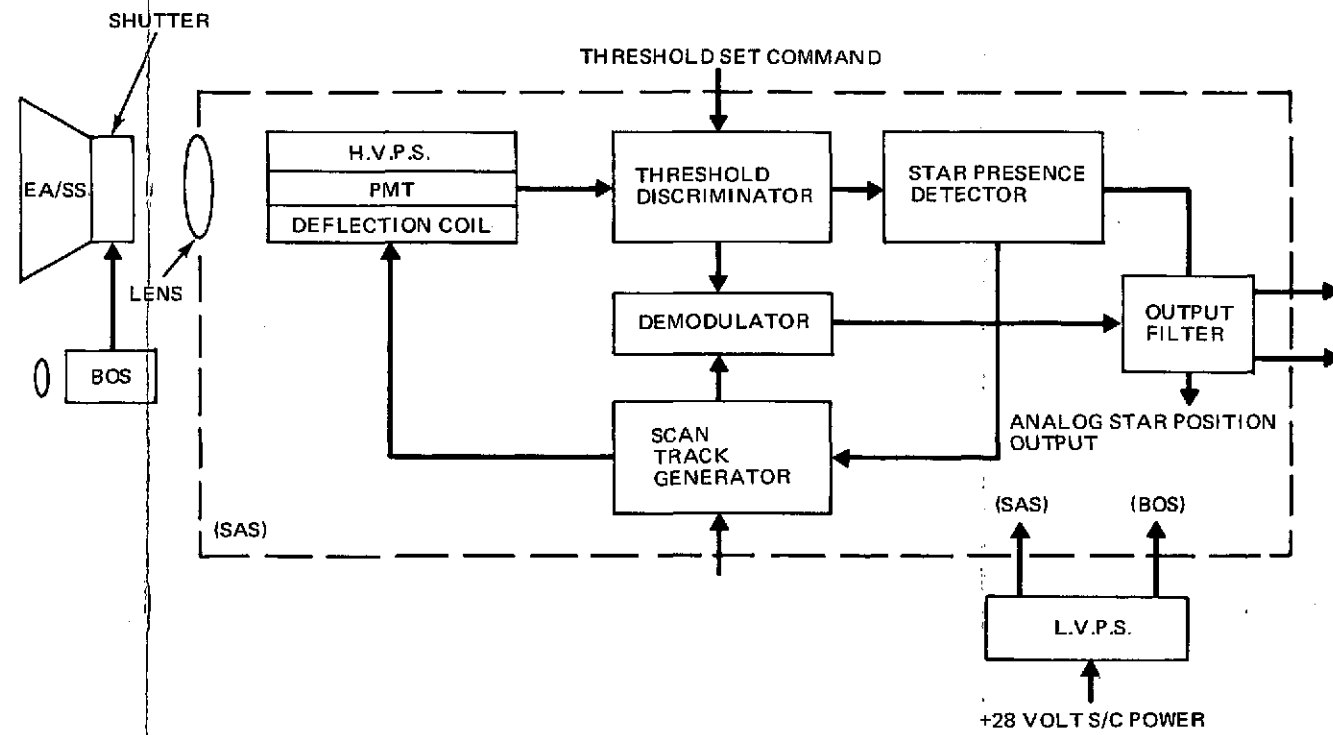 SHUTTER
THRESHOLD SET COMMAND
EA/SS
H.V.P.S.
PMT
DEFLECTION COIL
THRESHOLD
DISCRIMINATOR
STAR PRESENCE
DETECTOR
LENS
DEMODULATOR
OUTPUT
FILTER
BOS
SCAN
TRACK
GENERATOR
ANALOG STAR POSITION
OUTPUT
(SAS)
(SAS)
(BOS)
L.V.P.S.
+28 VOLT S/C POWER